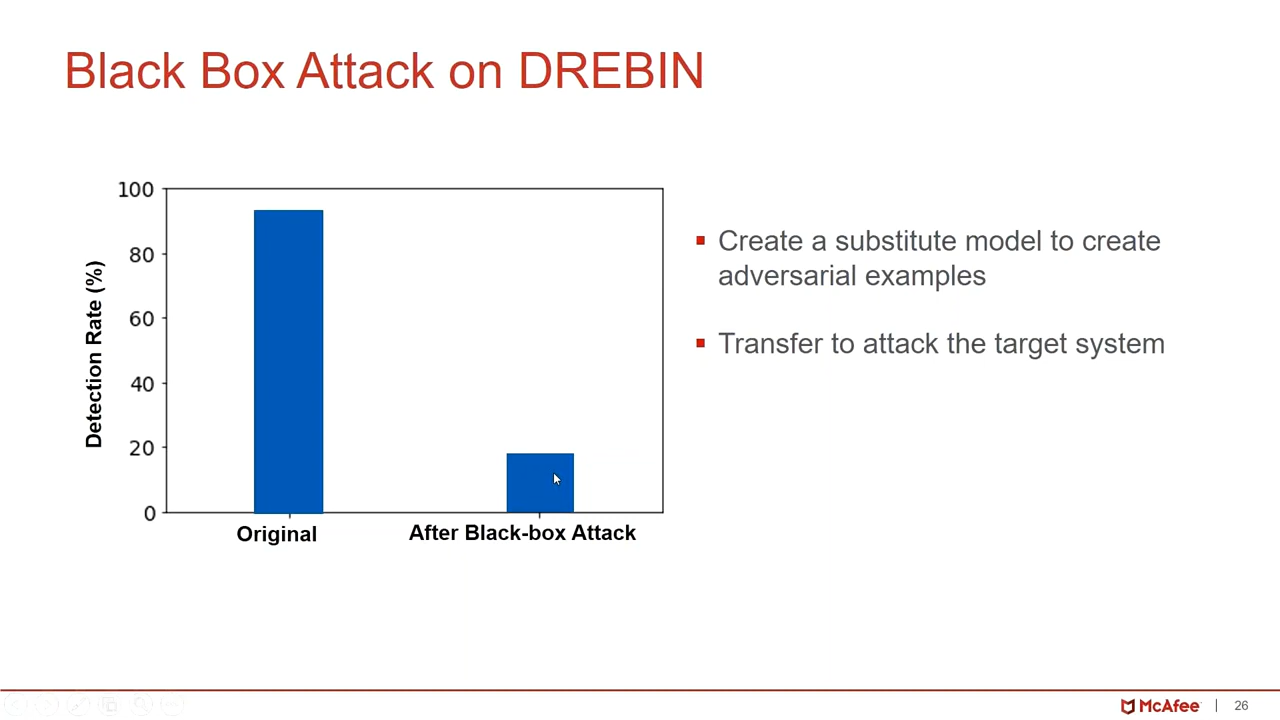 Black Box Attack on DREBIN
100
80
60
40
20
0
Detection Rate (%)
Original
After Black-box Attack
Create a substitute model to create
adversarial examples
Transfer to attack the target system
McAfee | 26